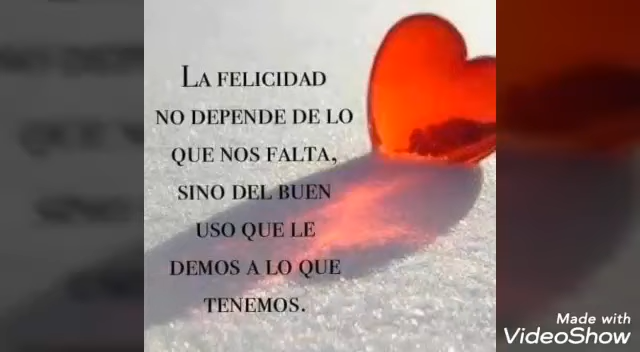 LA FELICIDAD
NO DEPENDE DE LO
QUE NOS FALTA,
SINO DEL BUEN
USO QUE LE
DEMOS A LO QUE
TENEMOS.
Made with
VideoShow